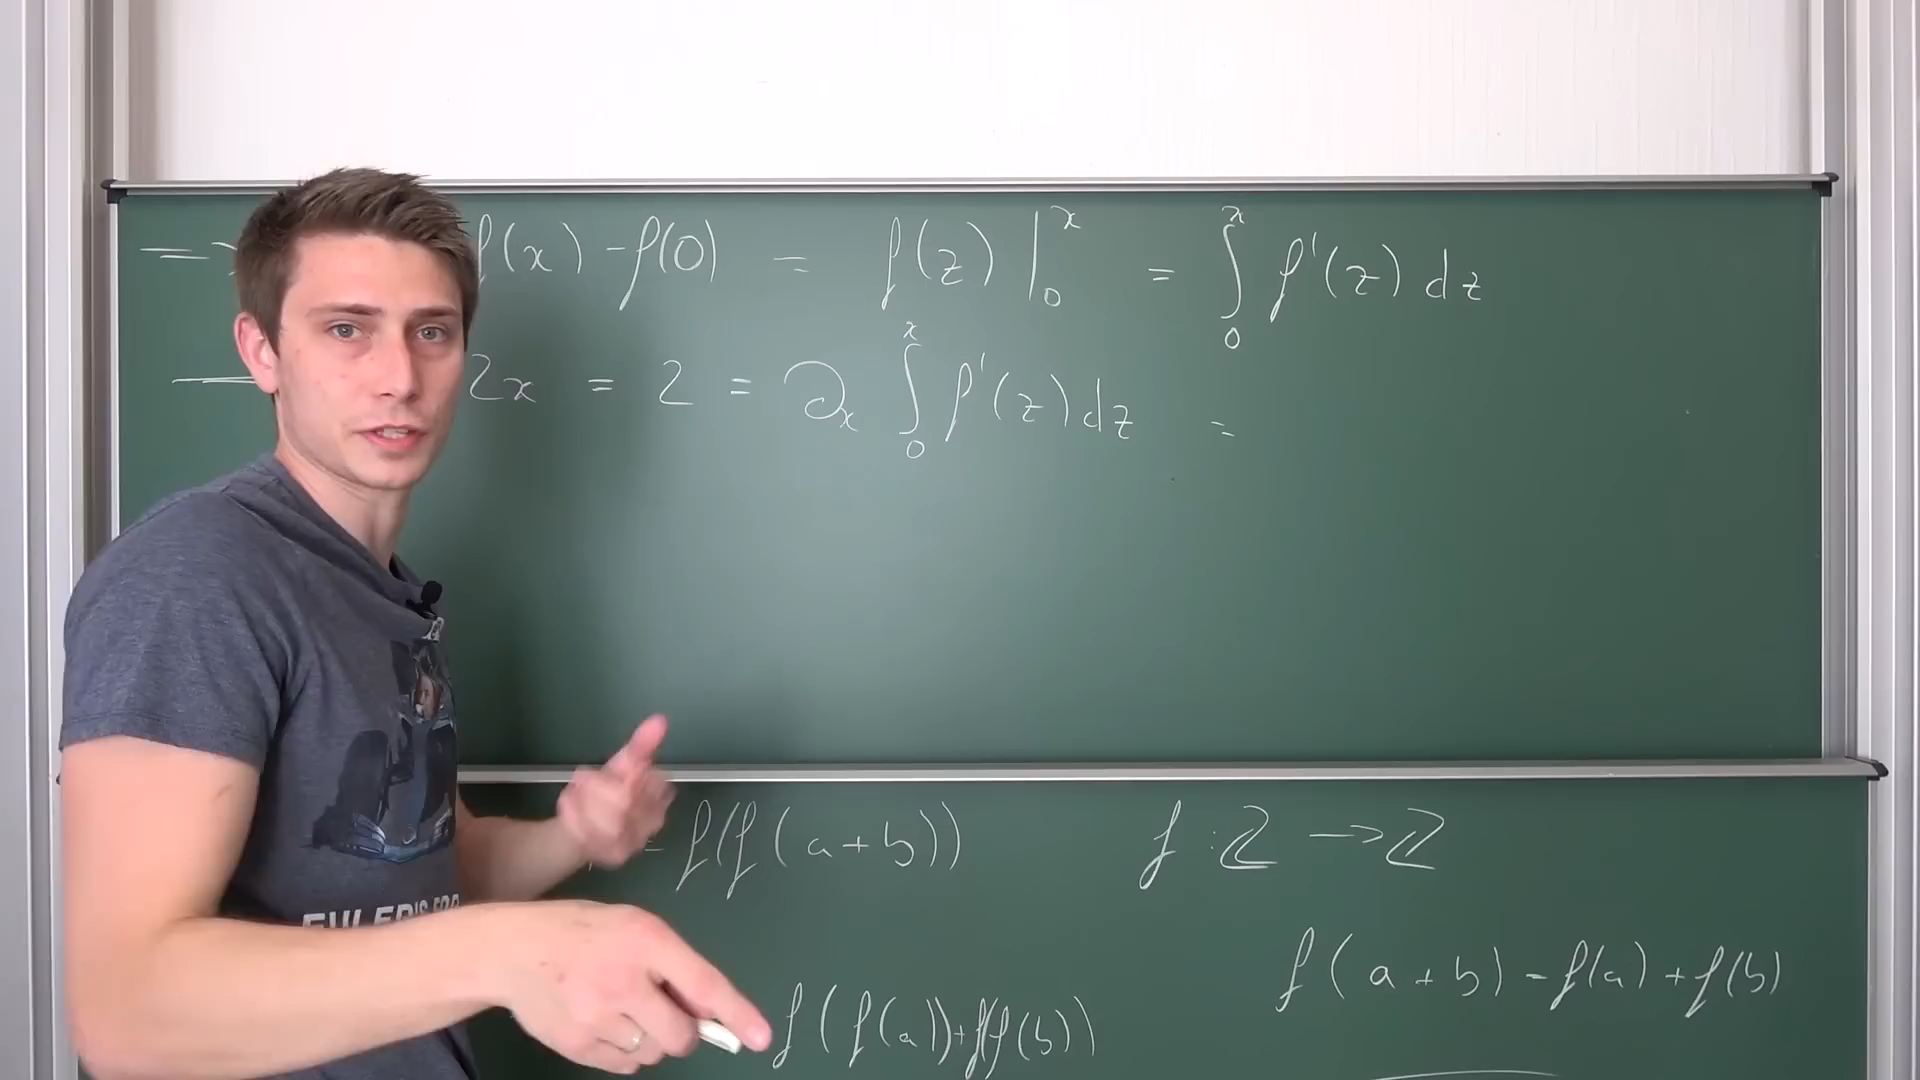 f(x) - f(0) = f(z) |₀ˣ = ∫₀ˣ f'(z) dz
2x = 2 = ∂ₓ ∫₀ˣ f'(z) dz =
= f(f(a+b)) f : ℤ → ℤ
f(a+b) = f(a) + f(b)
f(f(a))+f(f(b))